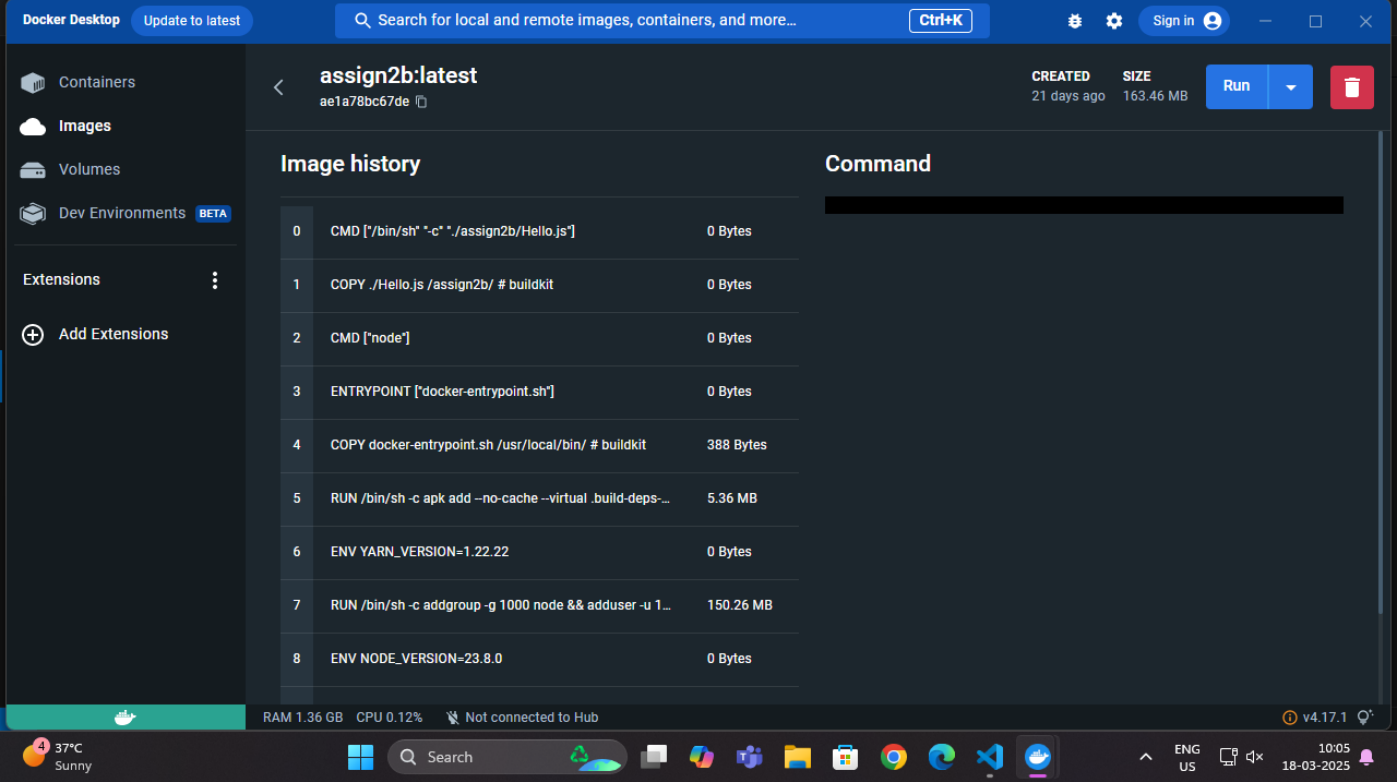 Docker Desktop Update to latest Search for local and remote images, containers, and more... Ctrl+K Sign in
Containers
Images
Volumes
Dev Environments BETA
Extensions
Add Extensions
assign2b:latest
ae1a78bc67de
CREATED
21 days ago
SIZE
163.46 MB
Run
Image history
0 CMD ["/bin/sh" "-c" "./assign2b/Hello.js"] 0 Bytes
1 COPY ./Hello.js /assign2b/ # buildkit 0 Bytes
2 CMD ["node"] 0 Bytes
3 ENTRYPOINT ["docker-entrypoint.sh"] 0 Bytes
4 COPY docker-entrypoint.sh /usr/local/bin/ # buildkit 388 Bytes
5 RUN /bin/sh -c apk add --no-cache --virtual .build-deps-... 5.36 MB
6 ENV YARN_VERSION=1.22.22 0 Bytes
7 RUN /bin/sh -c addgroup -g 1000 node && adduser -u 1... 150.26 MB
8 ENV NODE_VERSION=23.8.0 0 Bytes
Command
RAM 1.36 GB CPU 0.12% Not connected to Hub v4.17.1
4
37°C
Sunny
Search
ENG
US
10:05
18-03-2025